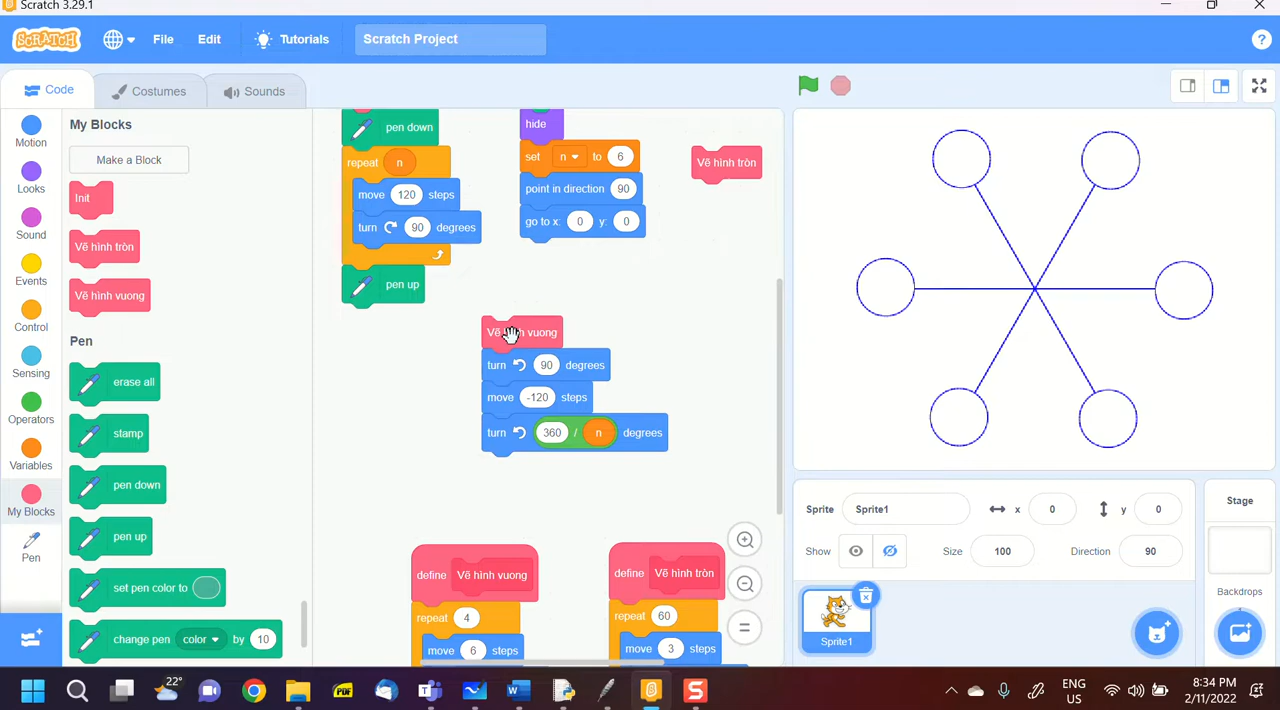 Scratch 3.29.1
SCRATCH
File
Edit
Tutorials
Scratch Project
?
Code
Costumes
Sounds
Motion
Looks
Sound
Events
Control
Sensing
Operators
Variables
My Blocks
Pen
My Blocks
Make a Block
Init
Vẽ hình tròn
Vẽ hình vuong
Pen
erase all
stamp
pen down
pen up
set pen color to
change pen color by 10
pen down
repeat n
move 120 steps
turn 90 degrees
pen up
hide
set n to 6
point in direction 90
go to x: 0 y: 0
Vẽ hình tròn
turn 90 degrees
move -120 steps
turn 360 / n degrees
define Vẽ hình vuong
repeat 4
move 6 steps
define Vẽ hình tròn
repeat 60
move 3 steps
Sprite Sprite1 x 0 y 0
Show Size 100 Direction 90
Sprite1
Stage
Backdrops
1
22°
PDF
S
ENG
US
8:34 PM
2/11/2022